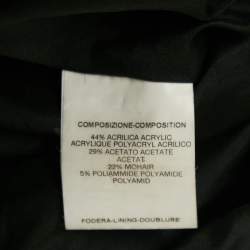 COMPOSIZIONE-COMPOSITION
44% ACRILICA ACRYLIC
ACRYLIQUE POLYACRYL ACRILICO
29% ACETATO ACETATE
ACETAT
22% MOHAIR
5% POLIAMMIDE POLYAMIDE
POLYAMID
FODERA-LINING-DOUBLURE